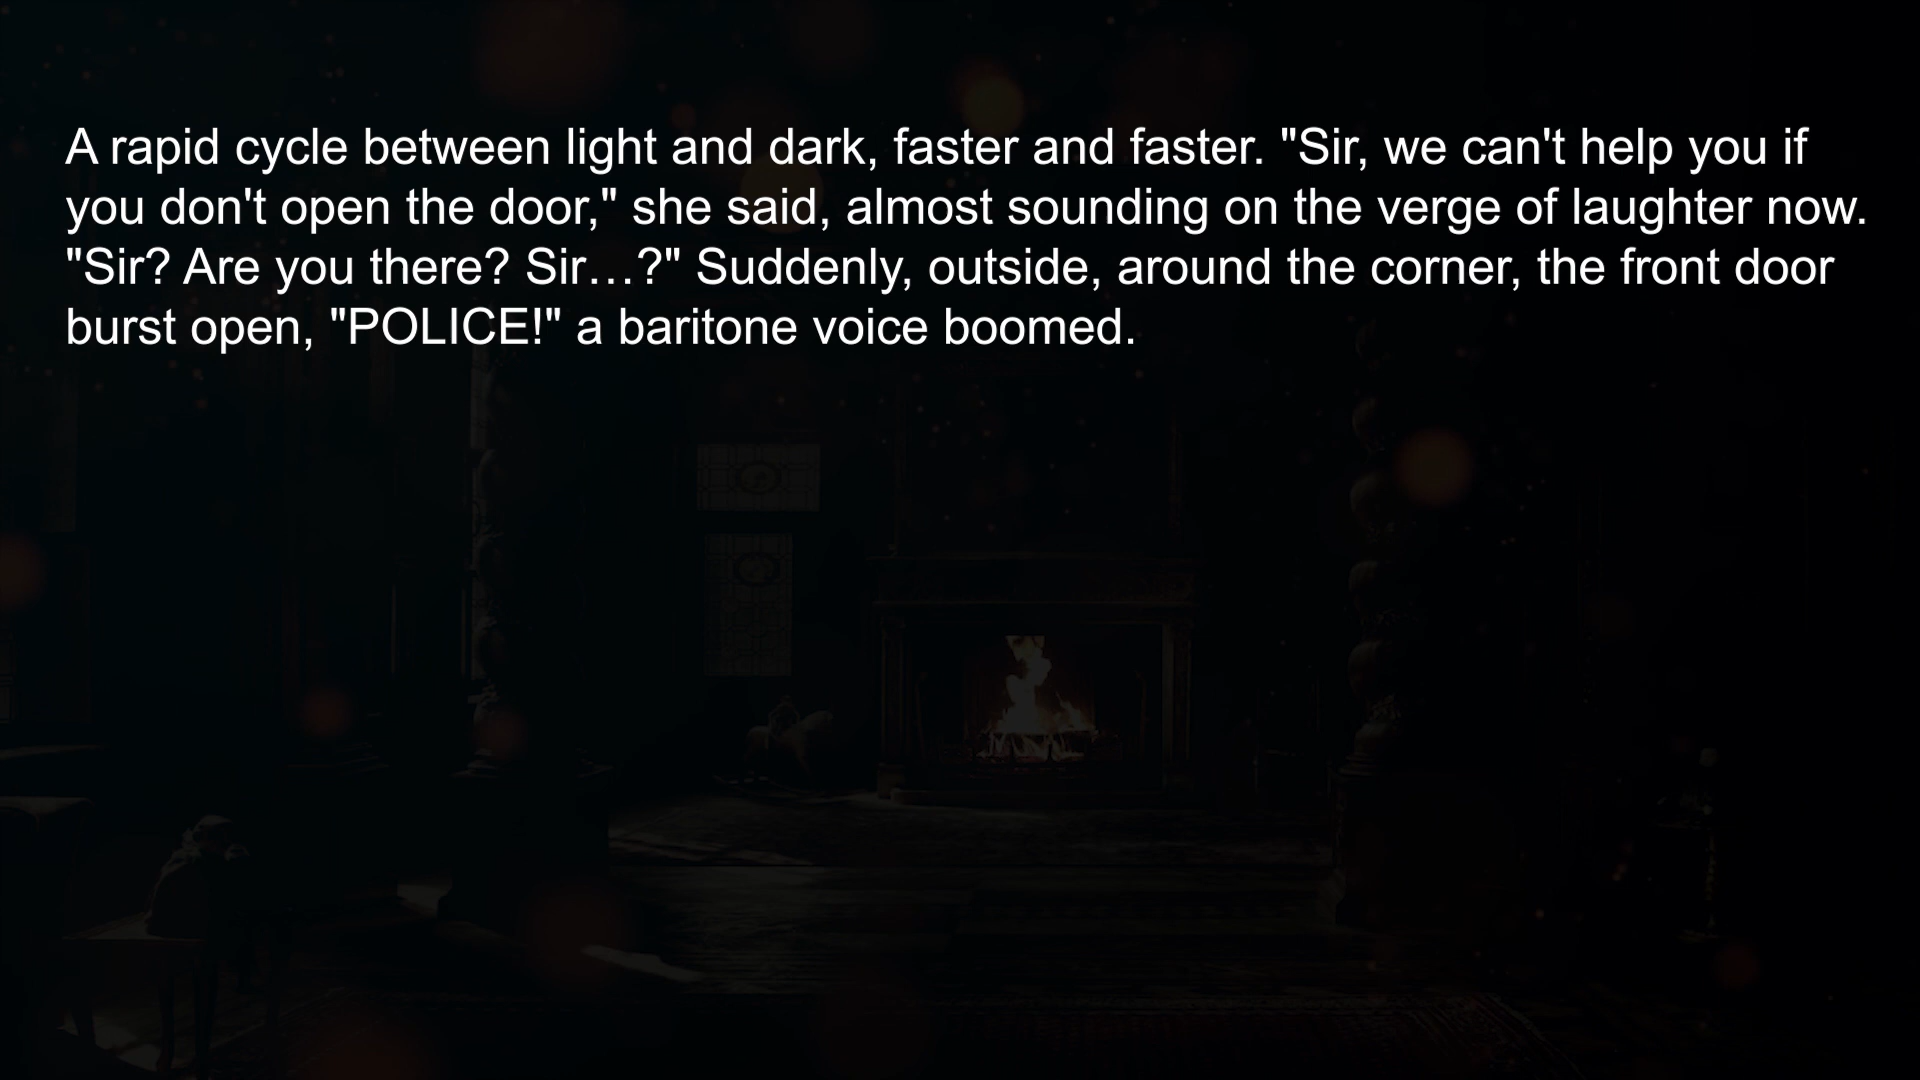 A rapid cycle between light and dark, faster and faster. "Sir, we can't help you if
you don't open the door," she said, almost sounding on the verge of laughter now.
"Sir? Are you there? Sir…?" Suddenly, outside, around the corner, the front door
burst open, "POLICE!" a baritone voice boomed.